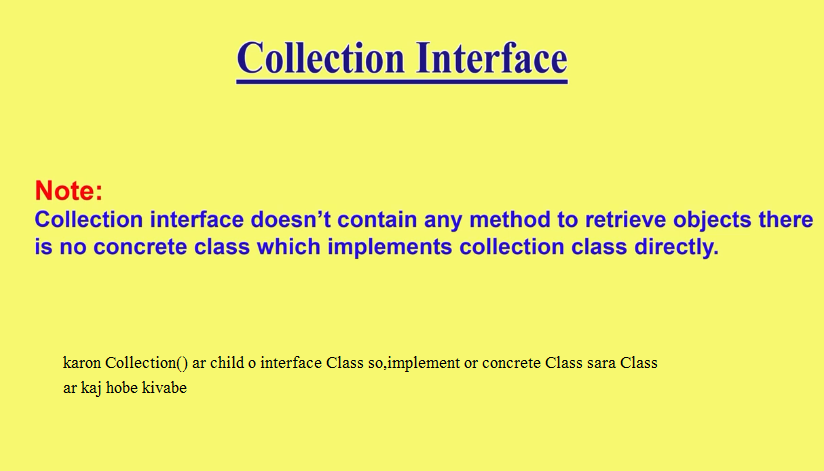 Collection Interface
Note:
Collection interface doesn’t contain any method to retrieve objects there
is no concrete class which implements collection class directly.
karon Collection() ar child o interface Class so,implement or concrete Class sara Class
ar kaj hobe kivabe